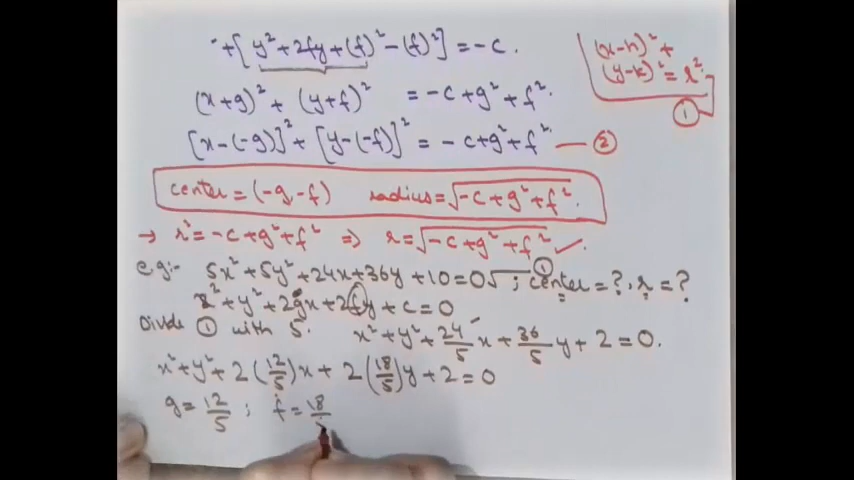 +[y²+2fy+(f)²-(f)²] = -c.
(x+g)² + (y+f)² = -c+g²+f².
[x-(-g)]² + [y-(-f)]² = -c+g²+f². — ②
(x-h)² +
(y-k)² = r².
①
center = (-g, -f) radius = √-c+g²+f².
→ r² = -c+g²+f² ⇒ r = √-c+g²+f² ✓.
e.g:- 5x²+5y²+24x+36y+10=0 ① ; center = ?, r = ?
x²+y²+2gx+2fy+c=0
Divide ① with 5. x²+y²+24/5 x+36/5 y+2=0.
x²+y²+2(12/5)x+2(18/5)y+2=0
g = 12/5 ; f = 18/